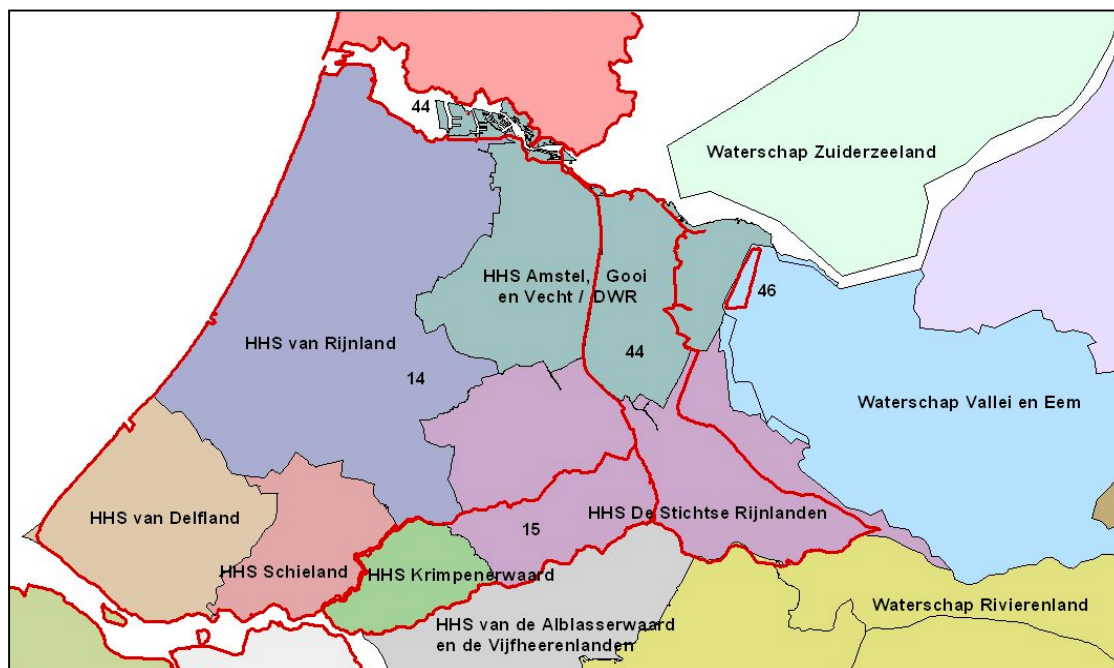 44
Waterschap Zuiderzeeland
HHS Amstel, Gooi
en Vecht / DWR
46
HHS van Rijnland
14
44
Waterschap Vallei en Eem
HHS van Delfland
15
HHS De Stichtse Rijnlanden
HHS Schieland
HHS Krimpenerwaard
Waterschap Rivierenland
HHS van de Alblasserwaard
en de Vijfheerenlanden